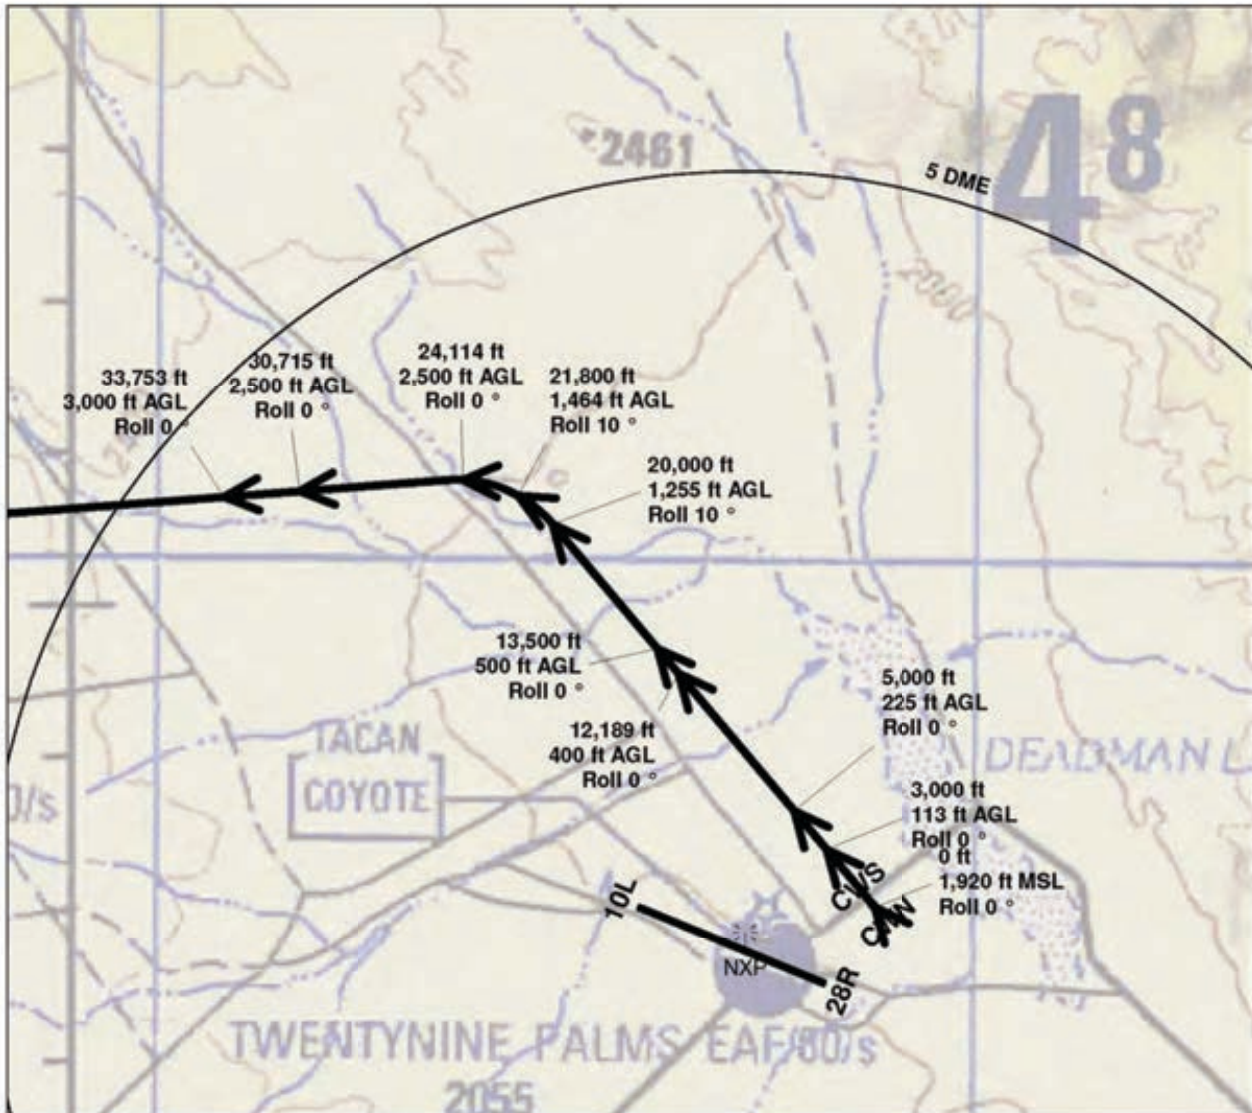 2461
5 DME
48
24,114 ft
2,500 ft AGL
Roll 0 °
30,715 ft
2,500 ft AGL
Roll 0 °
33,753 ft
3,000 ft AGL
Roll 0 °
21,800 ft
1,464 ft AGL
Roll 10 °
20,000 ft
1,255 ft AGL
Roll 10 °
13,500 ft
500 ft AGL
Roll 0 °
12,189 ft
400 ft AGL
Roll 0 °
5,000 ft
225 ft AGL
Roll 0 °
TACAN
COYOTE
DEADMAN L
0/s
3,000 ft
113 ft AGL
Roll 0 °
0 ft
1,920 ft MSL
Roll 0 °
10L
NXP
28R
TWENTYNINE PALMS EAF/80/s
2055